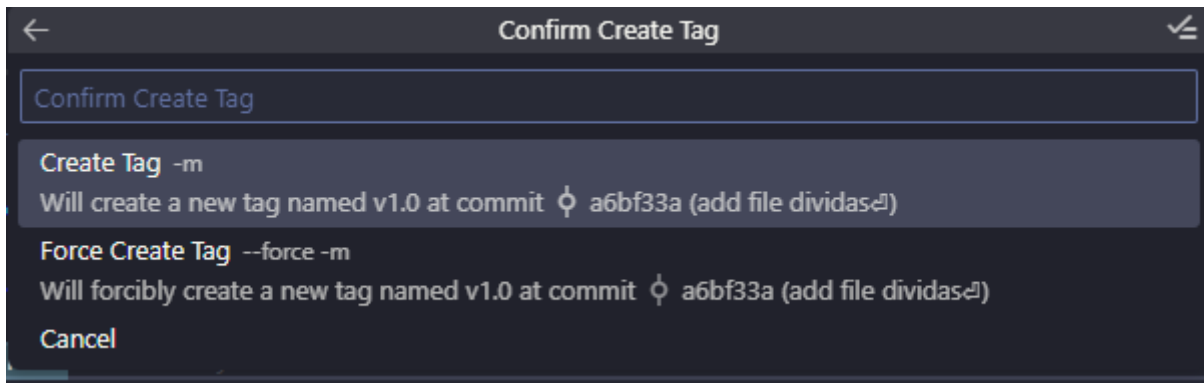 Confirm Create Tag
Confirm Create Tag
Create Tag -m
Will create a new tag named v1.0 at commit a6bf33a (add file dividas⏎)
Force Create Tag --force -m
Will forcibly create a new tag named v1.0 at commit a6bf33a (add file dividas⏎)
Cancel